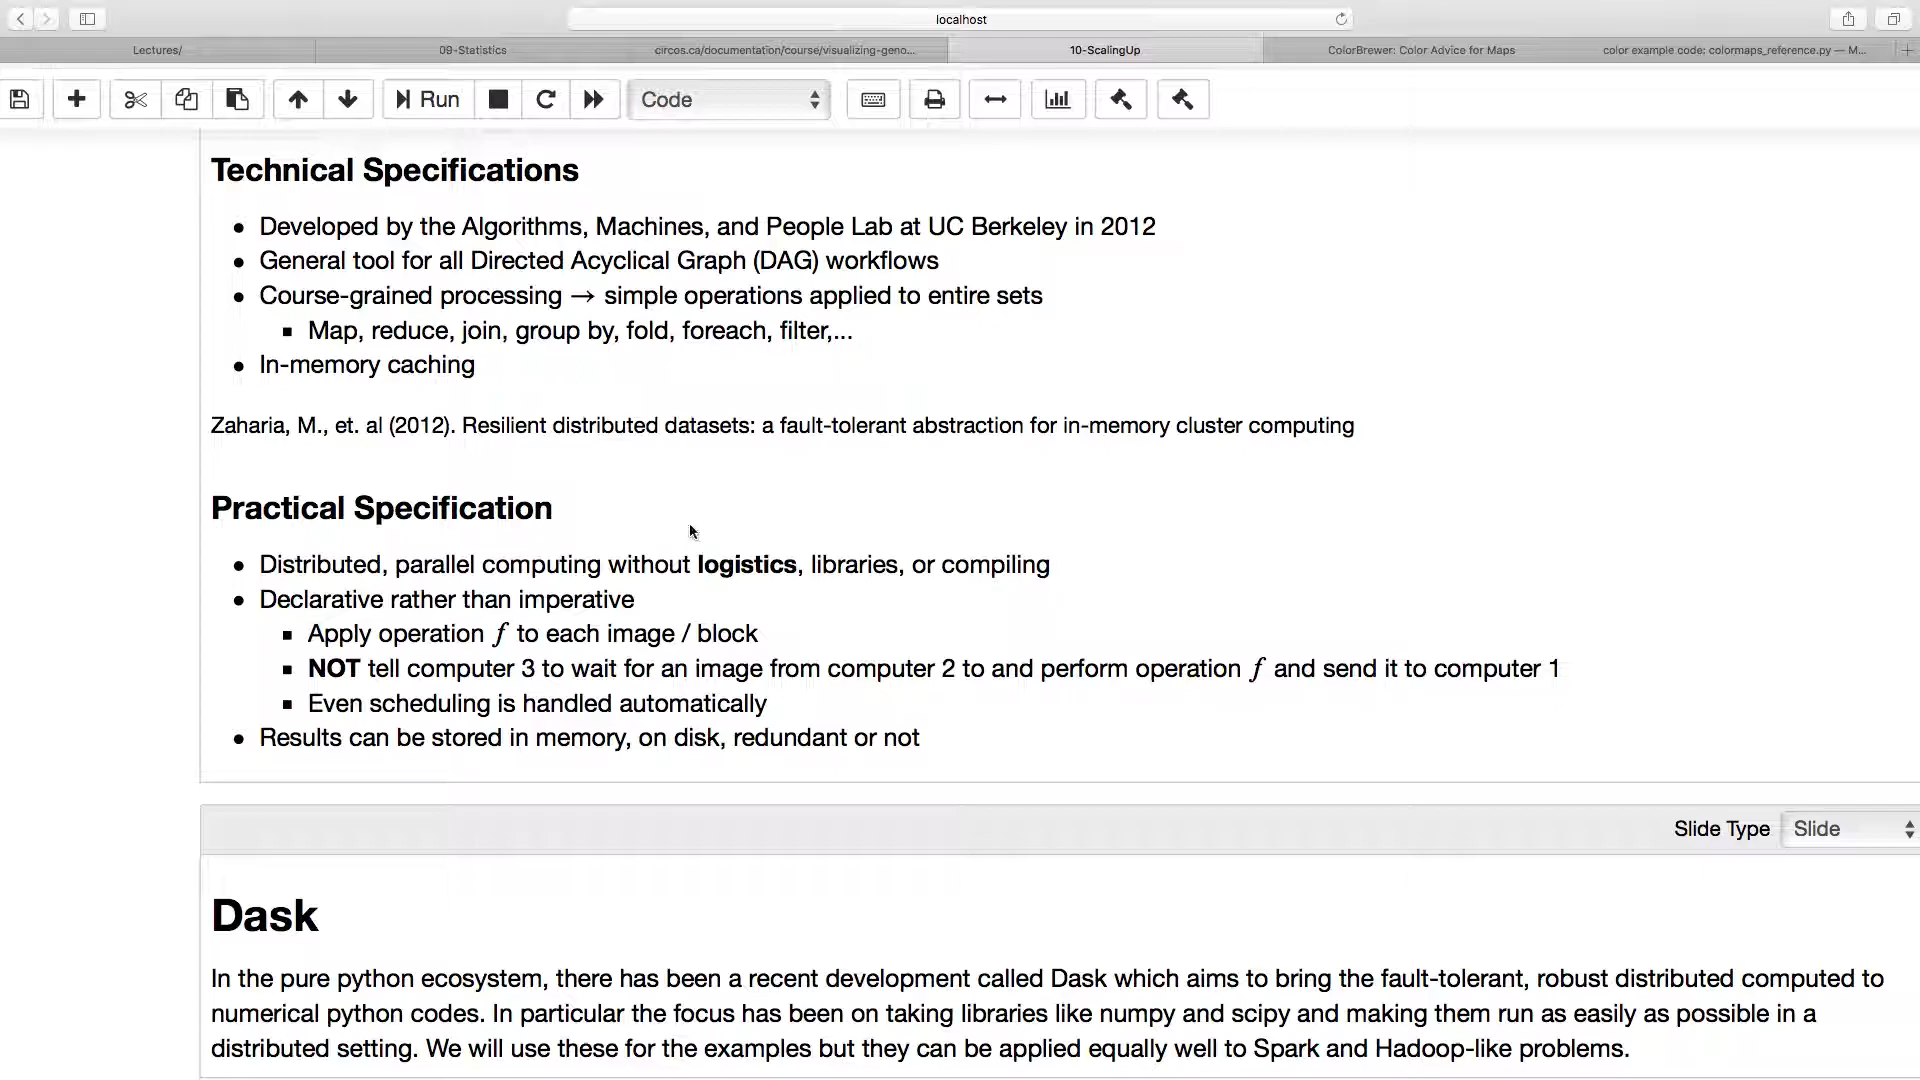 localhost
Lectures/
09-Statistics
circos.ca/documentation/course/visualizing-geno...
10-ScalingUp
ColorBrewer: Color Advice for Maps
color example code: colormaps_reference.py — M...
Run
Code
Technical Specifications
Developed by the Algorithms, Machines, and People Lab at UC Berkeley in 2012
General tool for all Directed Acyclical Graph (DAG) workflows
Course-grained processing → simple operations applied to entire sets
Map, reduce, join, group by, fold, foreach, filter,...
In-memory caching
Zaharia, M., et. al (2012). Resilient distributed datasets: a fault-tolerant abstraction for in-memory cluster computing
Practical Specification
Distributed, parallel computing without logistics, libraries, or compiling
Declarative rather than imperative
Apply operation f to each image / block
NOT tell computer 3 to wait for an image from computer 2 to and perform operation f and send it to computer 1
Even scheduling is handled automatically
Results can be stored in memory, on disk, redundant or not
Slide Type Slide
Dask
In the pure python ecosystem, there has been a recent development called Dask which aims to bring the fault-tolerant, robust distributed computed to
numerical python codes. In particular the focus has been on taking libraries like numpy and scipy and making them run as easily as possible in a
distributed setting. We will use these for the examples but they can be applied equally well to Spark and Hadoop-like problems.